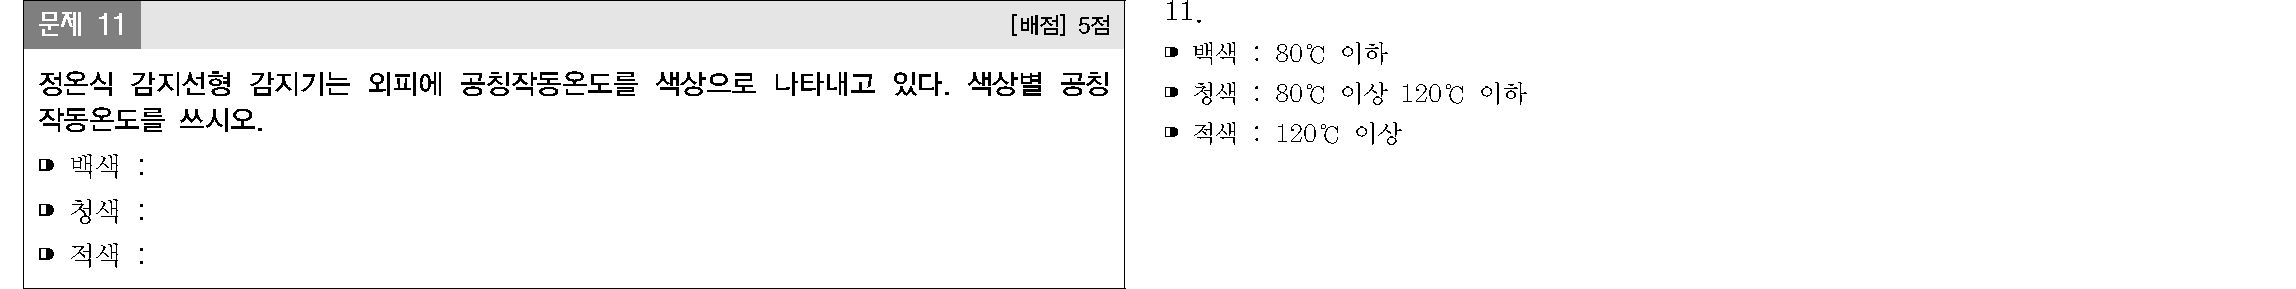 문제 11
[배점] 5점
정온식 감지선형 감지기는 외피에 공칭작동온도를 색상으로 나타내고 있다. 색상별 공칭
작동온도를 쓰시오.
백색 :
청색 :
적색 :
11.
백색 : 80℃ 이하
청색 : 80℃ 이상 120℃ 이하
적색 : 120℃ 이상